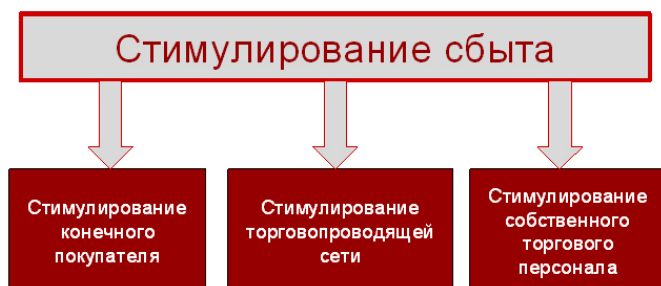 Стимулирование сбыта
Стимулирование
конечного
покупателя
Стимулирование
торговопроводящей
сети
Стимулирование
собственного
торгового
персонала